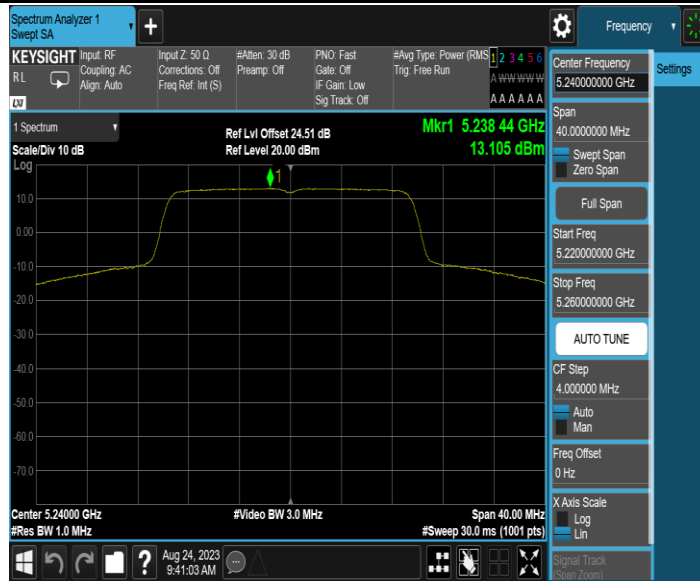 Spectrum Analyzer 1
Swept SA
+
Frequency
KEYSIGHT
RL
LXI
Input: RF
Coupling: AC
Align: Auto
Input Z: 50 Ω
Corrections: Off
Freq Ref: Int (S)
#Atten: 30 dB
Preamp: Off
PNO: Fast
Gate: Off
IF Gain: Low
Sig Track: Off
#Avg Type: Power (RMS
Trig: Free Run
1 2 3 4 5 6
A W W W W W
A A A A A A
1 Spectrum
Scale/Div 10 dB
Ref Lvl Offset 24.51 dB
Ref Level 20.00 dBm
Mkr1 5.238 44 GHz
13.105 dBm
Log
1
10.0
0.00
-10.0
-20.0
-30.0
-40.0
-50.0
-60.0
-70.0
Center 5.24000 GHz
#Res BW 1.0 MHz
#Video BW 3.0 MHz
Span 40.00 MHz
#Sweep 30.0 ms (1001 pts)
Center Frequency
5.240000000 GHz
Settings
Span
40.0000000 MHz
Swept Span
Zero Span
Full Span
Start Freq
5.220000000 GHz
Stop Freq
5.260000000 GHz
AUTO TUNE
CF Step
4.000000 MHz
Auto
Man
Freq Offset
0 Hz
X Axis Scale
Log
Lin
Signal Track
(Span Zoom)
?
Aug 24, 2023
9:41:03 AM